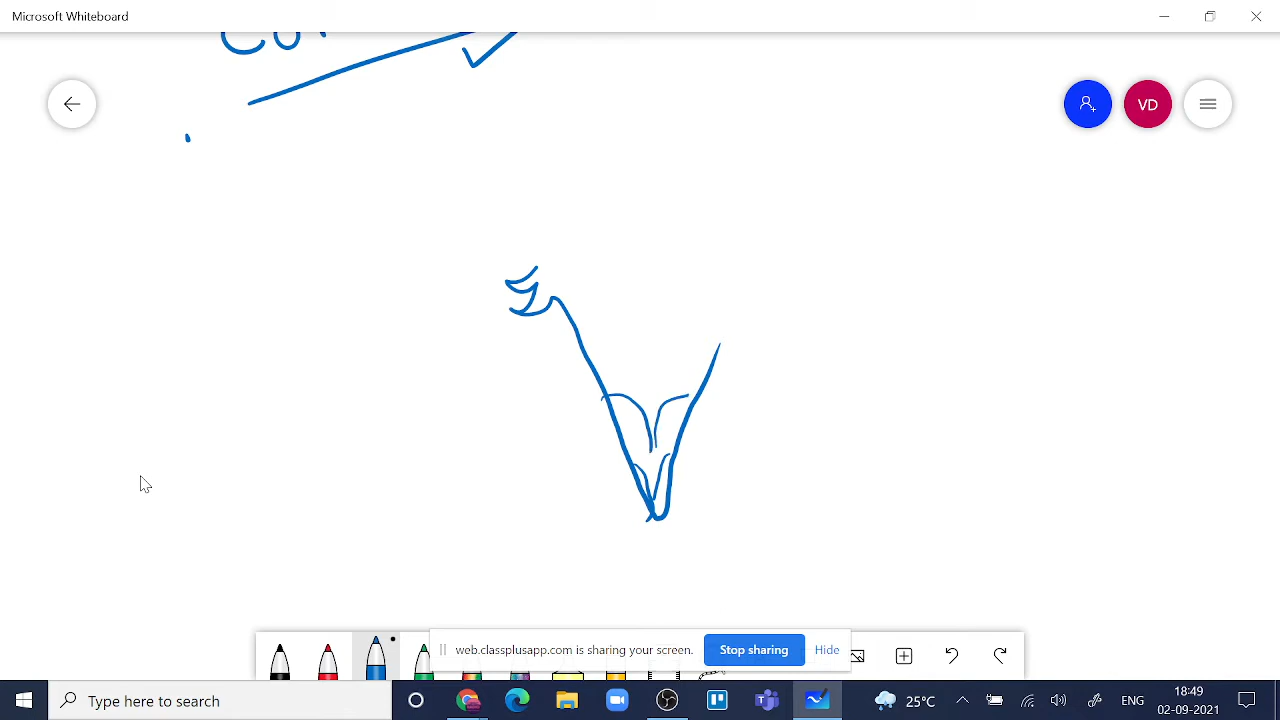 Microsoft Whiteboard
VD
web.classplusapp.com is sharing your screen.
Stop sharing
Hide
Type here to search
25°C
ENG
18:49
02-09-2021